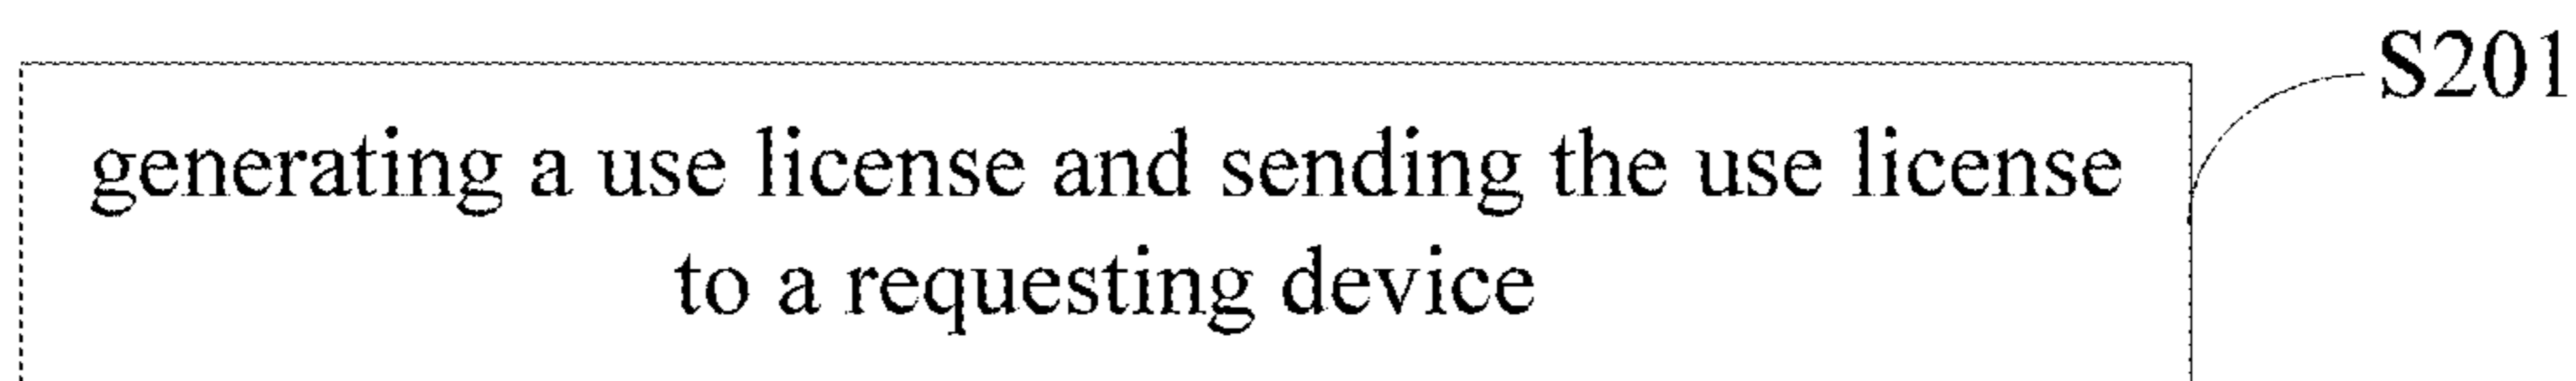 S201
generating a use license and sending the use license
to a requesting device